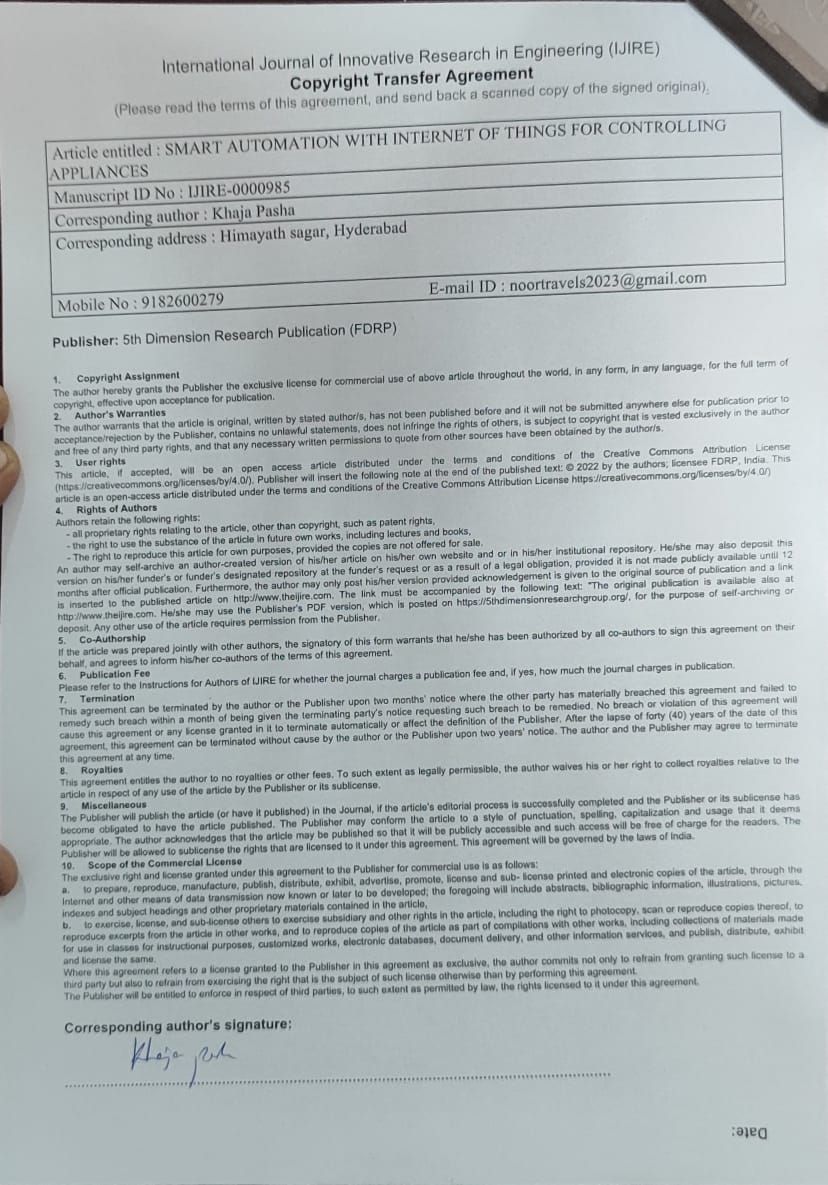 International Journal of Innovative Research in Engineering (IJIRE)
Copyright Transfer Agreement
(Please read the terms of this agreement, and send back a scanned copy of the signed original).
Article entitled : SMART AUTOMATION WITH INTERNET OF THINGS FOR CONTROLLING
APPLIANCES
Manuscript ID No : IJIRE-0000985
Corresponding author : Khaja Pasha
Corresponding address : Himayath sagar, Hyderabad
Mobile No : 9182600279 E-mail ID : noortravels2023@gmail.com
Publisher: 5th Dimension Research Publication (FDRP)
1. Copyright Assignment
The author hereby grants the Publisher the exclusive license for commercial use of above article throughout the world, in any form, in any language, for the full term of
copyright, effective upon acceptance for publication.
2. Author's Warranties
The author warrants that the article is original, written by stated author/s, has not been published before and it will not be submitted anywhere else for publication prior to
acceptance/rejection by the Publisher, contains no unlawful statements, does not infringe the rights of others, is subject to copyright that is vested exclusively in the author
and free of any third party rights, and that any necessary written permissions to quote from other sources have been obtained by the author/s.
3. User rights
This article, if accepted, will be an open access article distributed under the terms and conditions of the Creative Commons Attribution License
(https://creativecommons.org/licenses/by/4.0/). Publisher will insert the following note at the end of the published text: © 2022 by the authors; licensee FDRP, India. This
article is an open-access article distributed under the terms and conditions of the Creative Commons Attribution License https://creativecommons.org/licenses/by/4.0/)
4. Rights of Authors
Authors retain the following rights:
- all proprietary rights relating to the article, other than copyright, such as patent rights,
- the right to use the substance of the article in future own works, including lectures and books,
- The right to reproduce this article for own purposes, provided the copies are not offered for sale.
An author may self-archive an author-created version of his/her article on his/her own website and or in his/her institutional repository. He/she may also deposit this
version on his/her funder's or funder's designated repository at the funder's request or as a result of a legal obligation, provided it is not made publicly available until 12
months after official publication. Furthermore, the author may only post his/her version provided acknowledgement is given to the original source of publication and a link
is inserted to the published article on http://www.theijire.com. The link must be accompanied by the following text: "The original publication is available also at
http://www.theijire.com. He/she may use the Publisher's PDF version, which is posted on https://5thdimensionresearchgroup.org/, for the purpose of self-archiving or
deposit. Any other use of the article requires permission from the Publisher.
5. Co-Authorship
If the article was prepared jointly with other authors, the signatory of this form warrants that he/she has been authorized by all co-authors to sign this agreement on their
behalf, and agrees to inform his/her co-authors of the terms of this agreement.
6. Publication Fee
Please refer to the Instructions for Authors of IJIRE for whether the journal charges a publication fee and, if yes, how much the journal charges in publication.
7. Termination
This agreement can be terminated by the author or the Publisher upon two months' notice where the other party has materially breached this agreement and failed to
remedy such breach within a month of being given the terminating party's notice requesting such breach to be remedied. No breach or violation of this agreement will
cause this agreement or any license granted in it to terminate automatically or affect the definition of the Publisher. After the lapse of forty (40) years of the date of this
agreement, this agreement can be terminated without cause by the author or the Publisher upon two years' notice. The author and the Publisher may agree to terminate
this agreement at any time.
8. Royalties
This agreement entitles the author to no royalties or other fees. To such extent as legally permissible, the author waives his or her right to collect royalties relative to the
article in respect of any use of the article by the Publisher or its sublicense.
9. Miscellaneous
The Publisher will publish the article (or have it published) in the Journal, if the article's editorial process is successfully completed and the Publisher or its sublicense has
become obligated to have the article published. The Publisher may conform the article to a style of punctuation, spelling, capitalization and usage that it deems
appropriate. The author acknowledges that the article may be published so that it will be publicly accessible and such access will be free of charge for the readers. The
Publisher will be allowed to sublicense the rights that are licensed to it under this agreement. This agreement will be governed by the laws of India.
10. Scope of the Commercial License
The exclusive right and license granted under this agreement to the Publisher for commercial use is as follows:
a. to prepare, reproduce, manufacture, publish, distribute, exhibit, advertise, promote, license and sub- license printed and electronic copies of the article, through the
Internet and other means of data transmission now known or later to be developed; the foregoing will include abstracts, bibliographic information, illustrations, pictures,
indexes and subject headings and other proprietary materials contained in the article,
b. to exercise, license, and sub-license others to exercise subsidiary and other rights in the article, including the right to photocopy, scan or reproduce copies thereof, to
reproduce excerpts from the article in other works, and to reproduce copies of the article as part of compilations with other works, including collections of materials made
for use in classes for instructional purposes, customized works, electronic databases, document delivery, and other information services, and publish, distribute, exhibit
and license the same.
Where this agreement refers to a license granted to the Publisher in this agreement as exclusive, the author commits not only to refrain from granting such license to a
third party but also to refrain from exercising the right that is the subject of such license otherwise than by performing this agreement.
The Publisher will be entitled to enforce in respect of third parties, to such extent as permitted by law, the rights licensed to it under this agreement.
Corresponding author's signature:
Khaja
Date: